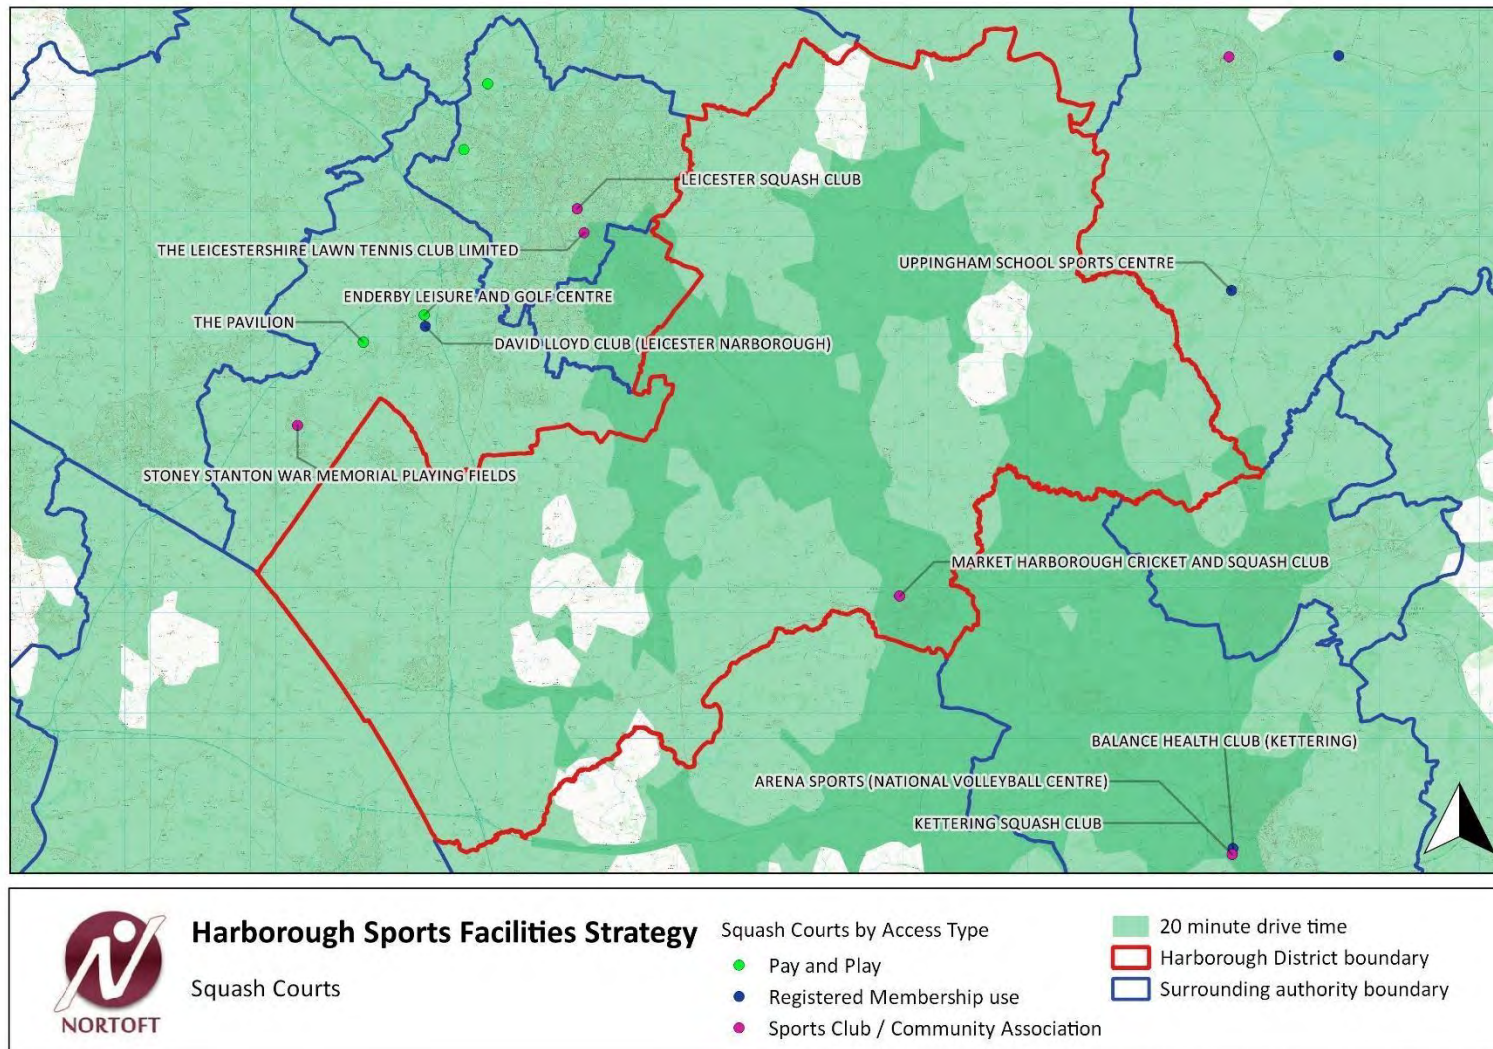 LEICESTER SQUASH CLUB
THE LEICESTERSHIRE LAWN TENNIS CLUB LIMITED
UPPINGHAM SCHOOL SPORTS CENTRE
ENDERBY LEISURE AND GOLF CENTRE
THE PAVILION
DAVID LLOYD CLUB (LEICESTER NARBOROUGH)
STONEY STANTON WAR MEMORIAL PLAYING FIELDS
MARKET HARBOROUGH CRICKET AND SQUASH CLUB
BALANCE HEALTH CLUB (KETTERING)
ARENA SPORTS (NATIONAL VOLLEYBALL CENTRE)
KETTERING SQUASH CLUB
NORTOFT
Harborough Sports Facilities Strategy
Squash Courts
Squash Courts by Access Type
Pay and Play
Registered Membership use
Sports Club / Community Association
20 minute drive time
Harborough District boundary
Surrounding authority boundary